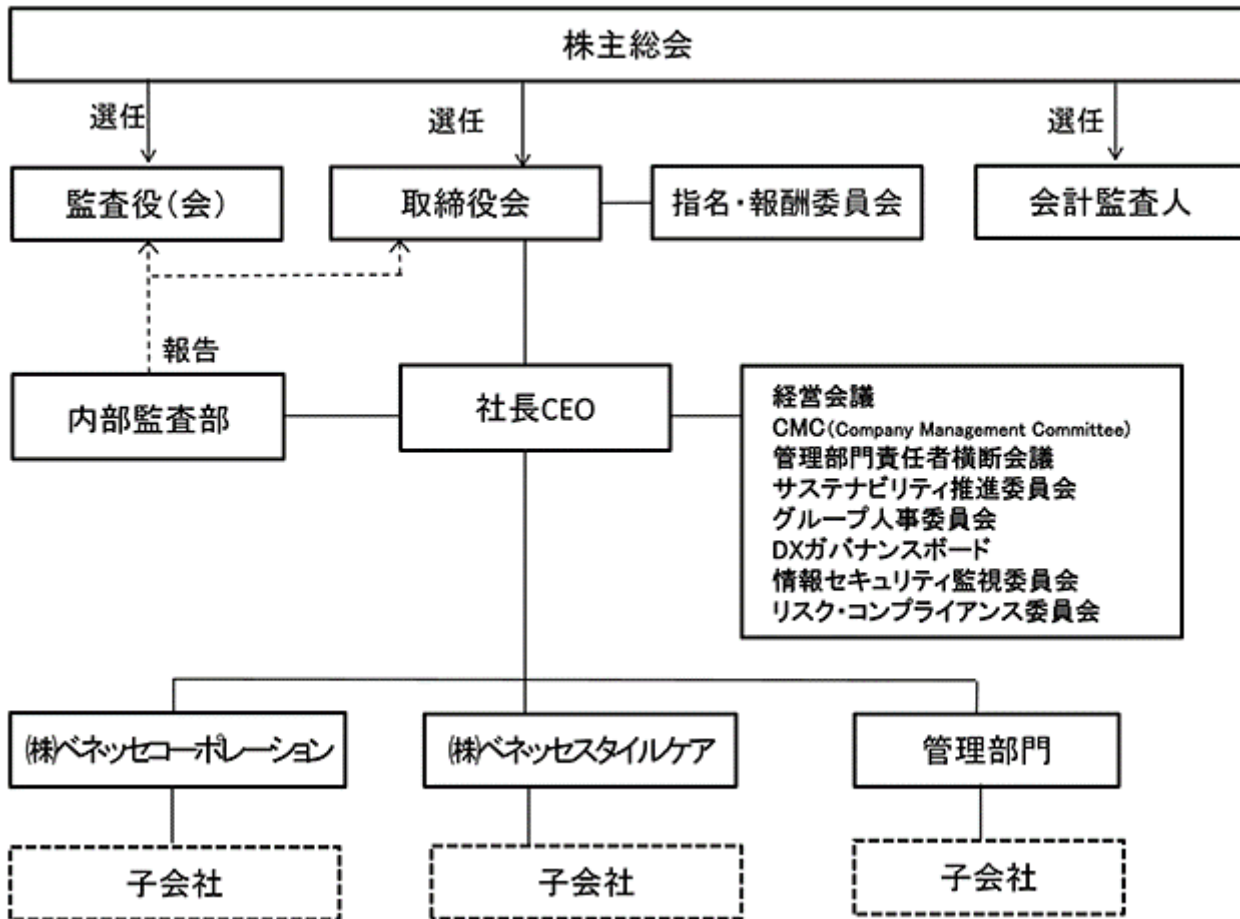 株主総会
選任
選任
選任
監査役(会)
取締役会
指名・報酬委員会
会計監査人
報告
内部監査部
社長CEO
経営会議
CMC(Company Management Committee)
管理部門責任者横断会議
サステナビリティ推進委員会
グループ人事委員会
DXガバナンスボード
情報セキュリティ監視委員会
リスク・コンプライアンス委員会
㈱ベネッセコーポレーション
㈱ベネッセスタイルケア
管理部門
子会社
子会社
子会社